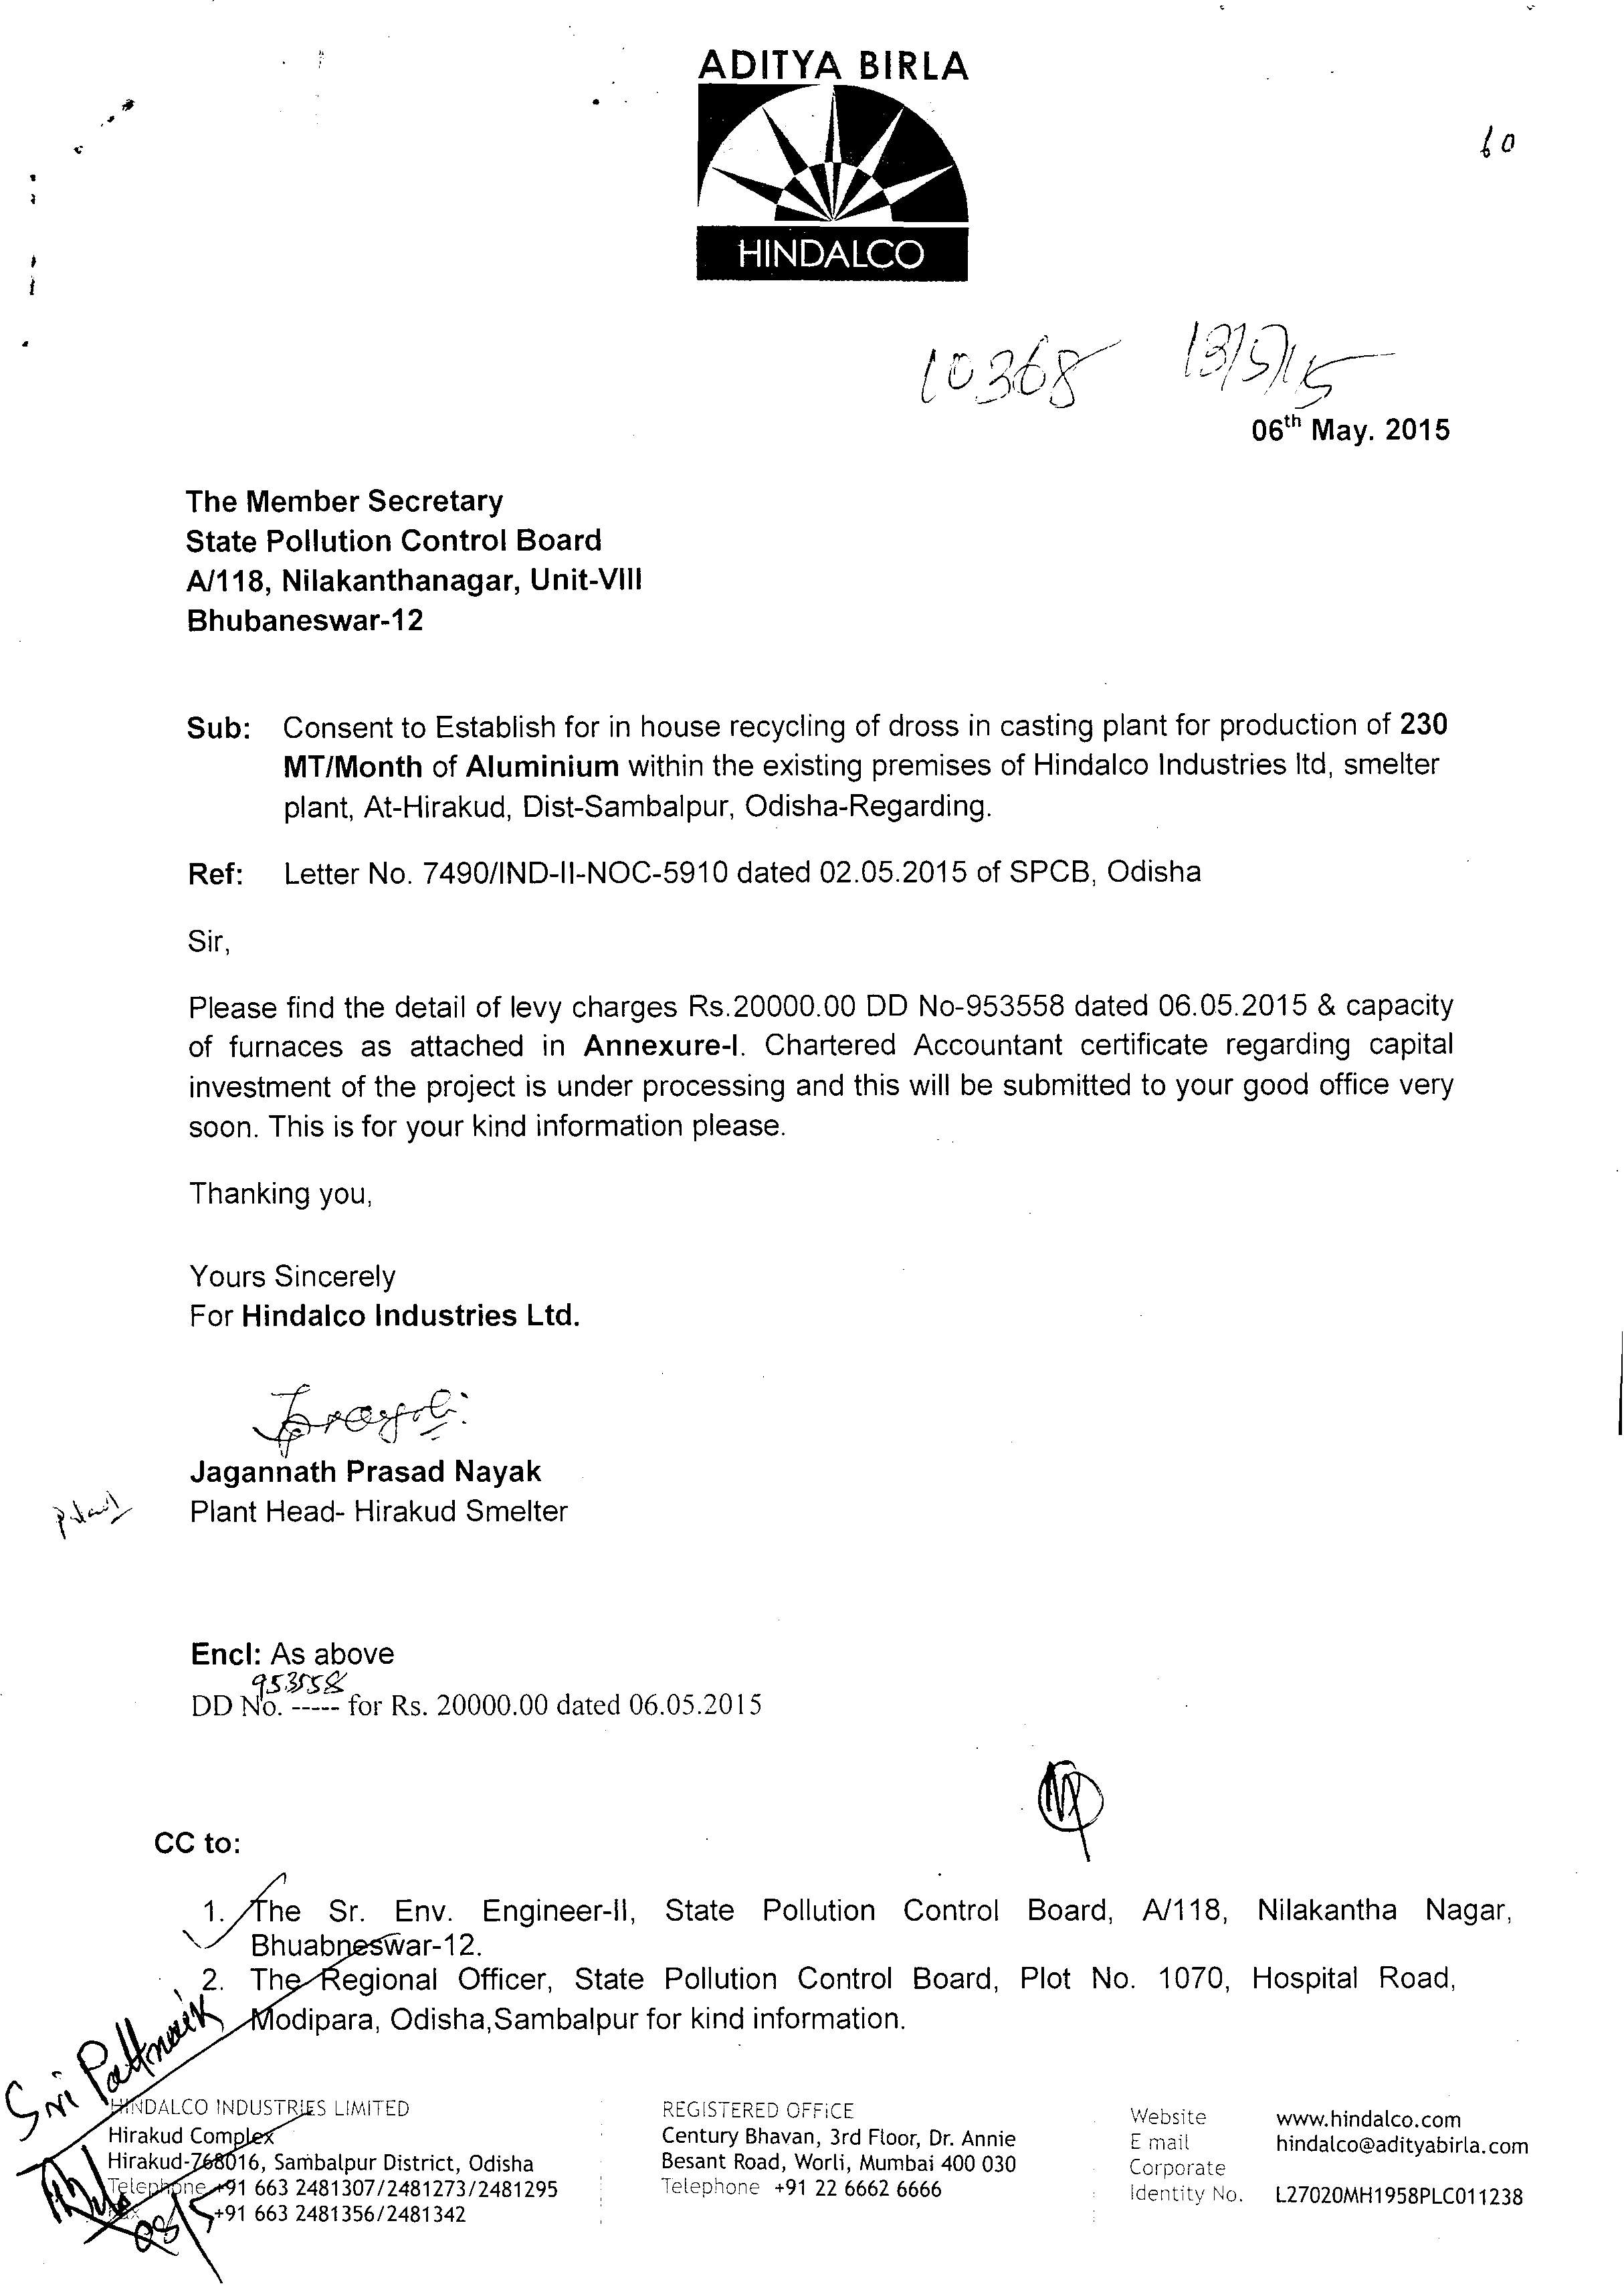 ADITYA BIRLA
HINDALCO
60
10368 13/5/15
06th May. 2015
The Member Secretary
State Pollution Control Board
A/118, Nilakanthanagar, Unit-VIII
Bhubaneswar-12
Sub: Consent to Establish for in house recycling of dross in casting plant for production of 230
MT/Month of Aluminium within the existing premises of Hindalco Industries ltd, smelter
plant, At-Hirakud, Dist-Sambalpur, Odisha-Regarding.
Ref: Letter No. 7490/IND-II-NOC-5910 dated 02.05.2015 of SPCB, Odisha
Sir,
Please find the detail of levy charges Rs.20000.00 DD No-953558 dated 06.05.2015 & capacity
of furnaces as attached in Annexure-I. Chartered Accountant certificate regarding capital
investment of the project is under processing and this will be submitted to your good office very
soon. This is for your kind information please.
Thanking you,
Yours Sincerely
For Hindalco Industries Ltd.
Jagannath Prasad Nayak
Plant Head- Hirakud Smelter
Encl: As above
953558
DD No. ----- for Rs. 20000.00 dated 06.05.2015
CC to:
1. The Sr. Env. Engineer-II, State Pollution Control Board, A/118, Nilakantha Nagar,
Bhuabneswar-12.
2. The Regional Officer, State Pollution Control Board, Plot No. 1070, Hospital Road,
Modipara, Odisha,Sambalpur for kind information.
Sri Pattnaik
08/5
HINDALCO INDUSTRIES LIMITED
Hirakud Complex
Hirakud-768016, Sambalpur District, Odisha
Telephone +91 663 2481307/2481273/2481295
Fax +91 663 2481356/2481342
REGISTERED OFFICE
Century Bhavan, 3rd Floor, Dr. Annie
Besant Road, Worli, Mumbai 400 030
Telephone +91 22 6662 6666
Website www.hindalco.com
E mail hindalco@adityabirla.com
Corporate
Identity No. L27020MH1958PLC011238